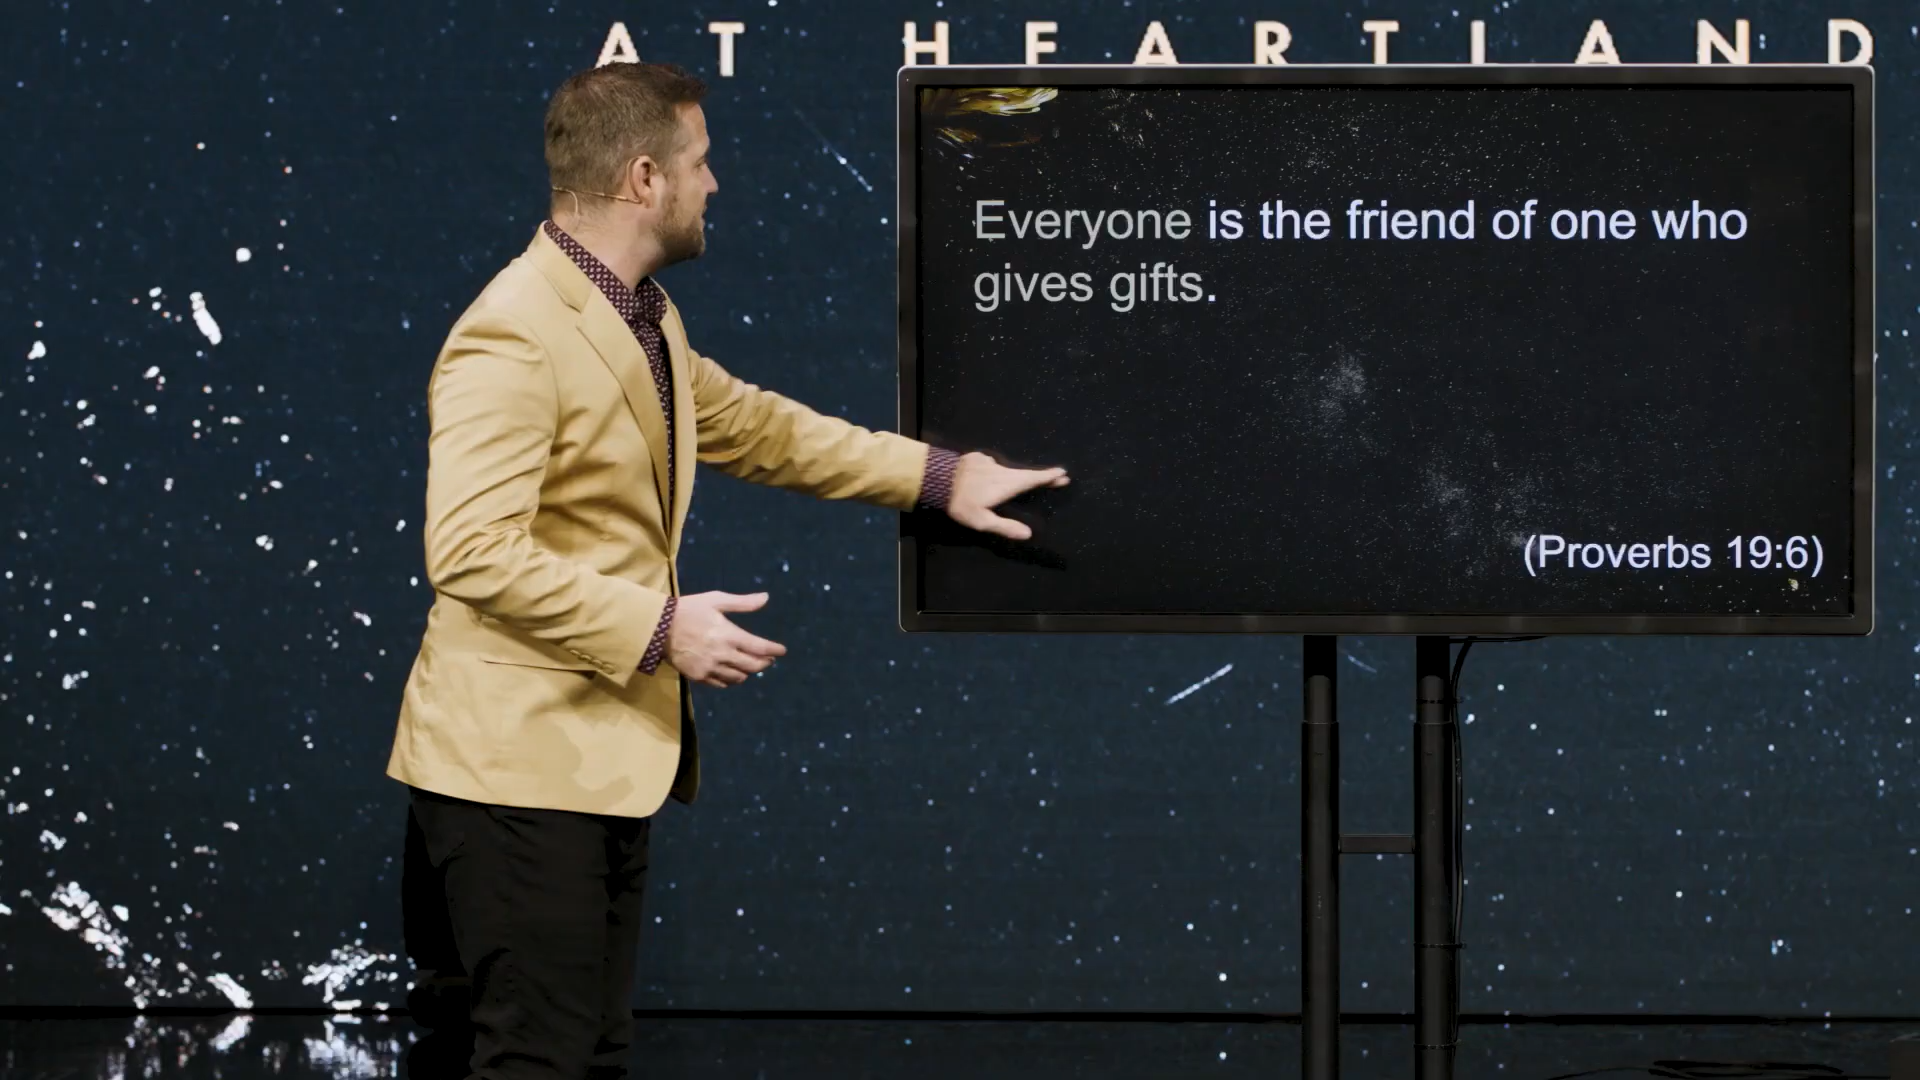 AT HEARTLAND
Everyone is the friend of one who
gives gifts.
(Proverbs 19:6)